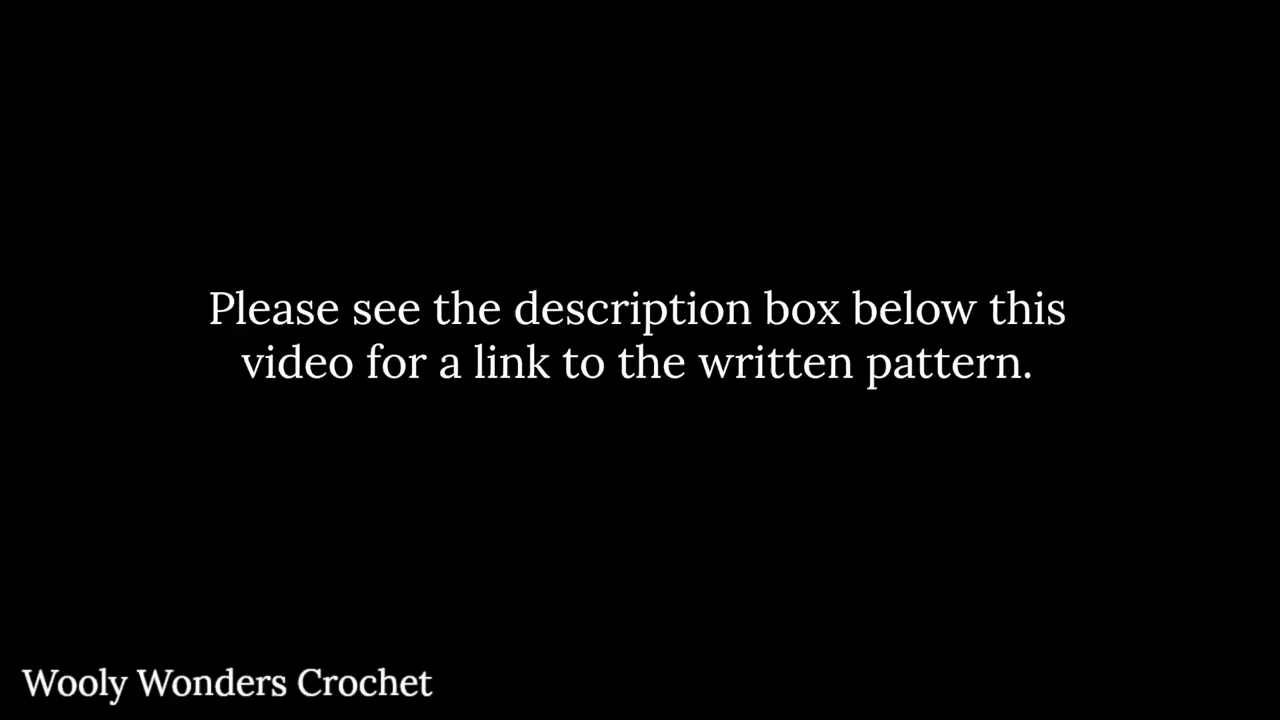 Please see the description box below this
video for a link to the written pattern.
Wooly Wonders Crochet